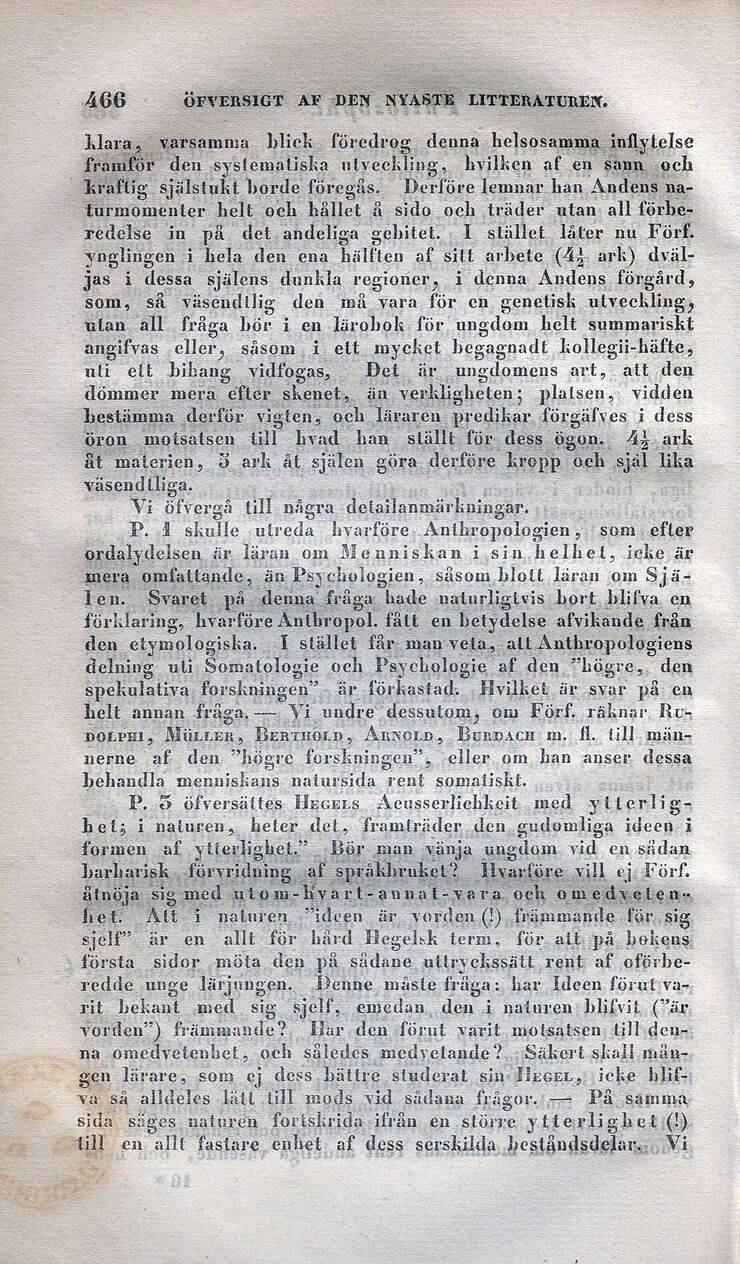 466 ÖFVERSIGT AF DEN NYASTE LITTERATUREN.
klara, varsamma blick föredrog denna helsosamma inflytelse
framför den systematiska utveckling, hvilken af en sann och
kraftig själstukt borde föregås. Derföre lemnar han Andens na-
turmomenter helt och hållet å sido och träder utan all förbe-
redelse in på det andeliga gebitet. I stället låter nu Förf.
ynglingen i hela den ena hälften af sitt arbete (4½ ark) dväl-
jas i dessa själens dunkla regioner, i denna Andens förgård,
som, så väsendtlig den må vara för en genetisk utveckling,
utan all fråga bör i en lärobok för ungdom helt summariskt
angifvas eller, såsom i ett mycket begagnadt kollegii-häfte,
uti ett bihang vidfogas, Det är ungdomens art, att den
dömmer mera efter skenet, än verkligheten; platsen, vidden
bestämma derför vigten, och läraren predikar förgäfves i dess
öron motsatsen till hvad han ställt för dess ögon. 4½ ark
åt materien, 5 ark åt själen göra derföre kropp och själ lika
väsendtliga.
Vi öfvergå till några detailanmärkningar.
P. 1 skulle utreda hvarföre Anthropologien, som efter
ordalydelsen är läran om Menniskan i sin helhet, icke är
mera omfattande, än Psychologien, såsom blott läran om Sjä-
len. Svaret på denna fråga hade naturligtvis bort blifva en
förklaring, hvarföre Anthropol. fått en betydelse afvikande från
den etymologiska. I stället får man veta, att Anthropologiens
delning uti Somatologie och Psychologie af den ”högre, den
spekulativa forskningen” är förkastad. Hvilket är svar på en
helt annan fråga. — Vi undre dessutom, om Förf. räknar RU-
DOLPHI, MÜLLER, BERTHOLD, ARNOLD, BURDACH m. fl. till män-
nerne af den ”högre forskningen”, eller om han anser dessa
behandla menniskans natursida rent somatiskt.
P. 5 öfversättes HEGELS Aeusserlichkeit med ytterlig-
het; i naturen, heter det, framträder den gudomliga ideen i
formen af ytterlighet.” Bör man vänja ungdom vid en sådan
barbarisk förvridning af språkbruket? Hvarföre vill ej Förf.
åtnöja sig med utom-hvart-annat-vara och omedveten-
het. Att i naturen ”ideen är vorden (!) främmande för sig
sjelf” är en allt för hård Hegelsk term, för att på bokens
första sidor möta den på sådane uttryckssätt rent af oförbe-
redde unge lärjungen. Denne måste fråga: har Ideen förut va-
rit bekant med sig sjelf, emedan den i naturen blifvit (”är
vorden”) främmande? Har den förut varit motsatsen till den-
na omedvetenhet, och således medvetande? Säkert skall mån-
gen lärare, som ej dess bättre studerat sin HEGEL, icke blif-
va så alldeles lätt till mods vid sådana frågor. — På samma
sida säges naturen fortskrida ifrån en större ytterlighet (!)
till en allt fastare enhet af dess serskilda beståndsdelar. Vi